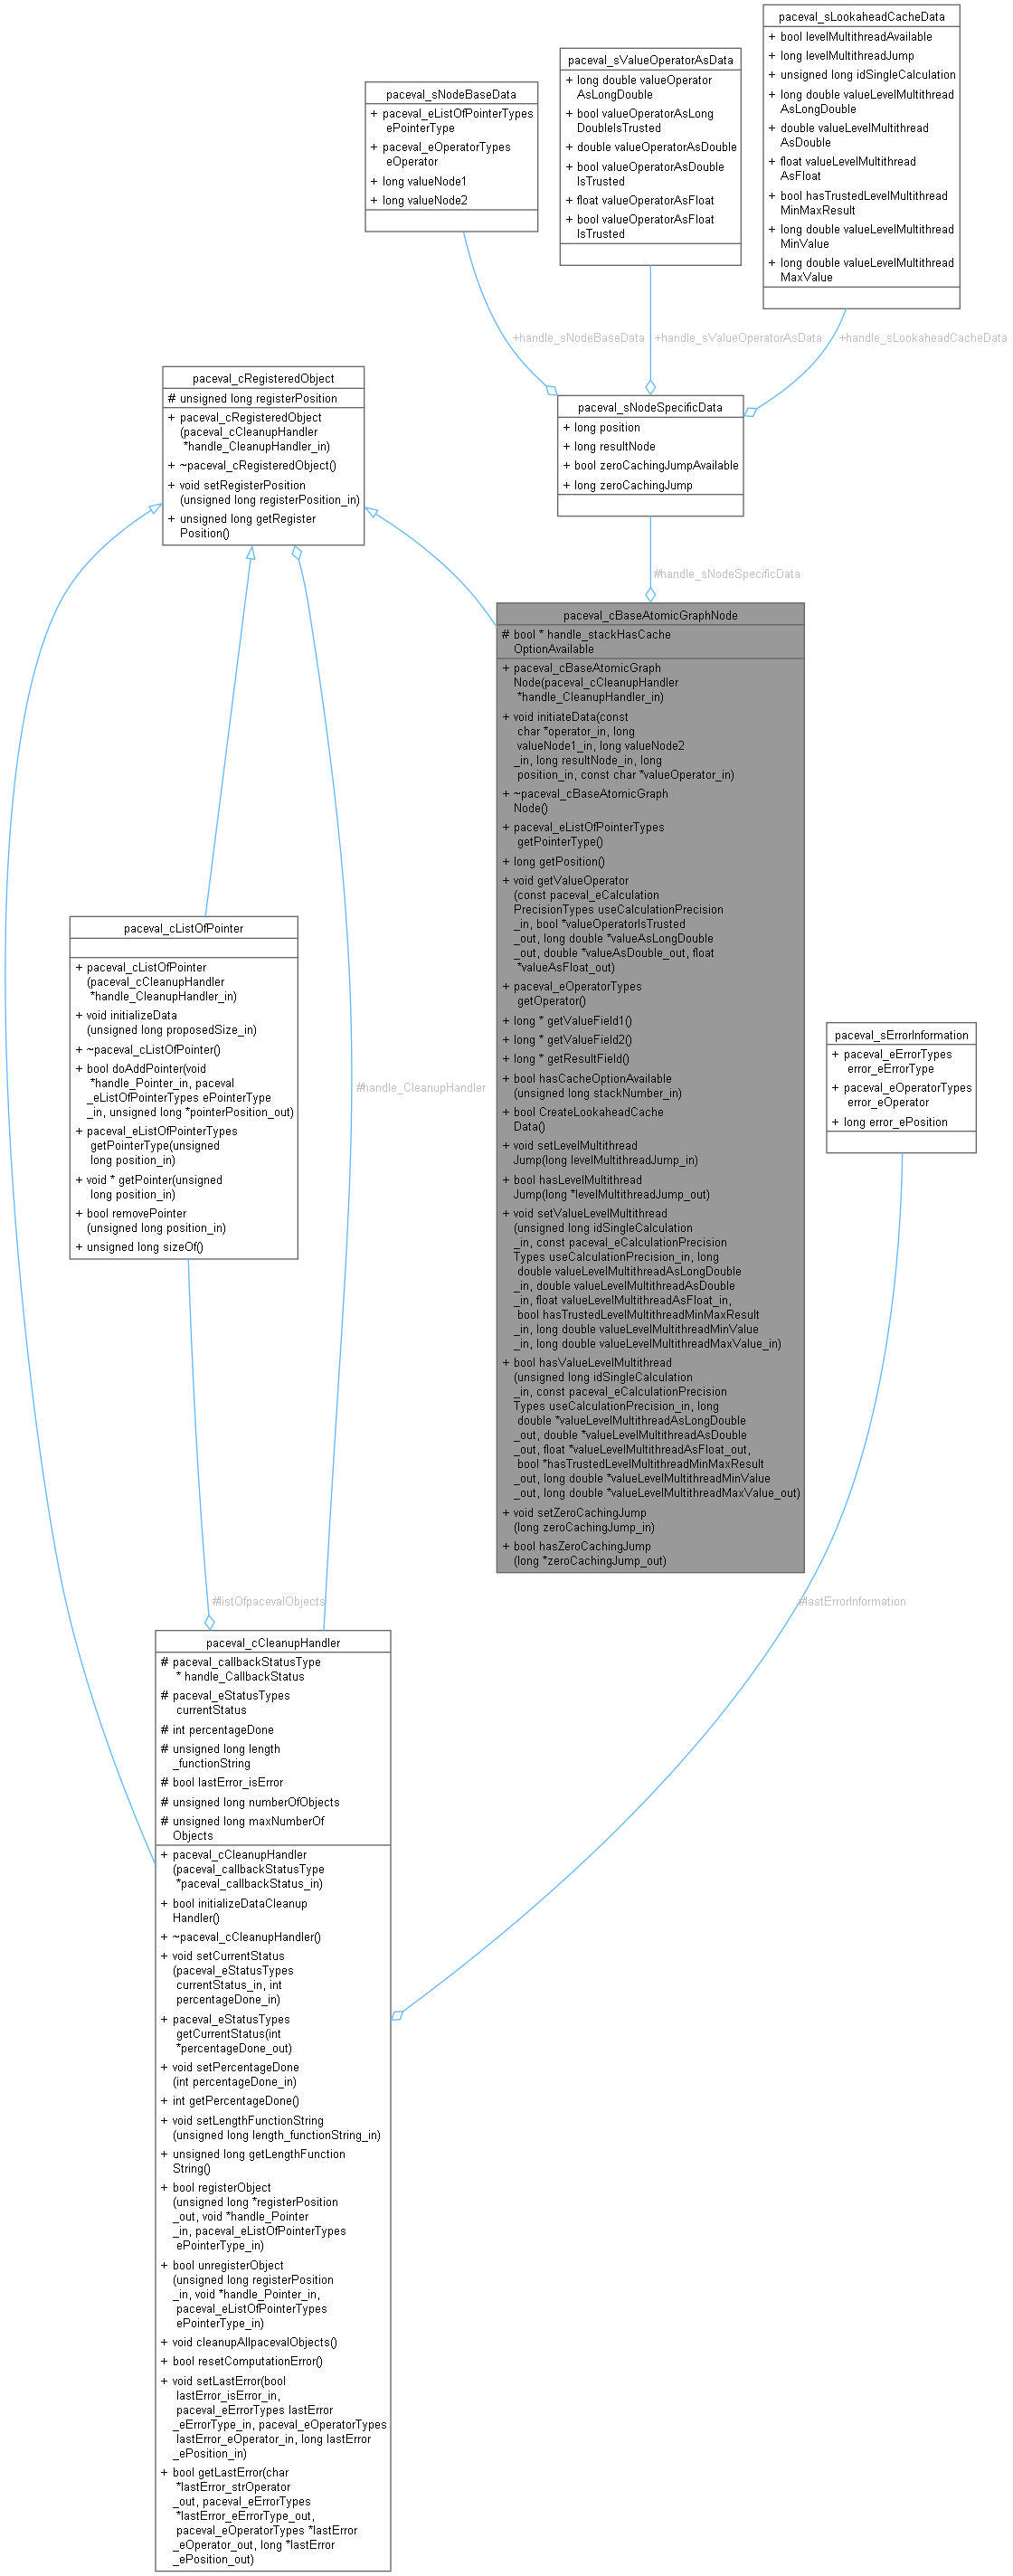 paceval_sLookaheadCacheData
+ bool levelMultithreadAvailable
+ long levelMultithreadJump
+ unsigned long idSingleCalculation
+ long double valueLevelMultithread
AsLongDouble
+ double valueLevelMultithread
AsDouble
+ float valueLevelMultithread
AsFloat
+ bool hasTrustedLevelMultithread
MinMaxResult
+ long double valueLevelMultithread
MinValue
+ long double valueLevelMultithread
MaxValue
paceval_sValueOperatorAsData
+ long double valueOperator
AsLongDouble
+ bool valueOperatorAsLong
DoubleIsTrusted
+ double valueOperatorAsDouble
+ bool valueOperatorAsDouble
IsTrusted
+ float valueOperatorAsFloat
+ bool valueOperatorAsFloat
IsTrusted
paceval_sNodeBaseData
+ paceval_eListOfPointerTypes
ePointerType
+ paceval_eOperatorTypes
eOperator
+ long valueNode1
+ long valueNode2
+handle_sNodeBaseData
+handle_sValueOperatorAsData
+handle_sLookaheadCacheData
paceval_cRegisteredObject
# unsigned long registerPosition
+ paceval_cRegisteredObject
(paceval_cCleanupHandler
*handle_CleanupHandler_in)
+ ~paceval_cRegisteredObject()
+ void setRegisterPosition
(unsigned long registerPosition_in)
+ unsigned long getRegister
Position()
paceval_sNodeSpecificData
+ long position
+ long resultNode
+ bool zeroCachingJumpAvailable
+ long zeroCachingJump
#handle_sNodeSpecificData
paceval_cBaseAtomicGraphNode
# bool * handle_stackHasCache
OptionAvailable
+ paceval_cBaseAtomicGraph
Node(paceval_cCleanupHandler
*handle_CleanupHandler_in)
+ void initiateData(const
char *operator_in, long
valueNode1_in, long valueNode2
_in, long resultNode_in, long
position_in, const char *valueOperator_in)
+ ~paceval_cBaseAtomicGraph
Node()
+ paceval_eListOfPointerTypes
getPointerType()
+ long getPosition()
+ void getValueOperator
(const paceval_eCalculation
PrecisionTypes useCalculationPrecision
_in, bool *valueOperatorIsTrusted
_out, long double *valueAsLongDouble
_out, double *valueAsDouble_out, float
*valueAsFloat_out)
+ paceval_eOperatorTypes
getOperator()
+ long * getValueField1()
+ long * getValueField2()
+ long * getResultField()
+ bool hasCacheOptionAvailable
(unsigned long stackNumber_in)
+ bool CreateLookaheadCache
Data()
+ void setLevelMultithread
Jump(long levelMultithreadJump_in)
+ bool hasLevelMultithread
Jump(long *levelMultithreadJump_out)
+ void setValueLevelMultithread
(unsigned long idSingleCalculation
_in, const paceval_eCalculationPrecision
Types useCalculationPrecision_in, long
double valueLevelMultithreadAsLongDouble
_in, double valueLevelMultithreadAsDouble
_in, float valueLevelMultithreadAsFloat_in,
bool hasTrustedLevelMultithreadMinMaxResult
_in, long double valueLevelMultithreadMinValue
_in, long double valueLevelMultithreadMaxValue_in)
+ bool hasValueLevelMultithread
(unsigned long idSingleCalculation
_in, const paceval_eCalculationPrecision
Types useCalculationPrecision_in, long
double *valueLevelMultithreadAsLongDouble
_out, double *valueLevelMultithreadAsDouble
_out, float *valueLevelMultithreadAsFloat_out,
bool *hasTrustedLevelMultithreadMinMaxResult
_out, long double *valueLevelMultithreadMinValue
_out, long double *valueLevelMultithreadMaxValue_out)
+ void setZeroCachingJump
(long zeroCachingJump_in)
+ bool hasZeroCachingJump
(long *zeroCachingJump_out)
paceval_cListOfPointer
+ paceval_cListOfPointer
(paceval_cCleanupHandler
*handle_CleanupHandler_in)
+ void initializeData
(unsigned long proposedSize_in)
+ ~paceval_cListOfPointer()
+ bool doAddPointer(void
*handle_Pointer_in, paceval
_eListOfPointerTypes ePointerType
_in, unsigned long *pointerPosition_out)
+ paceval_eListOfPointerTypes
getPointerType(unsigned
long position_in)
+ void * getPointer(unsigned
long position_in)
+ bool removePointer
(unsigned long position_in)
+ unsigned long sizeOf()
#handle_CleanupHandler
paceval_sErrorInformation
+ paceval_eErrorTypes
error_eErrorType
+ paceval_eOperatorTypes
error_eOperator
+ long error_ePosition
#listOfpacevalObjects
#lastErrorInformation
paceval_cCleanupHandler
# paceval_callbackStatusType
* handle_CallbackStatus
# paceval_eStatusTypes
currentStatus
# int percentageDone
# unsigned long length
_functionString
# bool lastError_isError
# unsigned long numberOfObjects
# unsigned long maxNumberOf
Objects
+ paceval_cCleanupHandler
(paceval_callbackStatusType
*paceval_callbackStatus_in)
+ bool initializeDataCleanup
Handler()
+ ~paceval_cCleanupHandler()
+ void setCurrentStatus
(paceval_eStatusTypes
currentStatus_in, int
percentageDone_in)
+ paceval_eStatusTypes
getCurrentStatus(int
*percentageDone_out)
+ void setPercentageDone
(int percentageDone_in)
+ int getPercentageDone()
+ void setLengthFunctionString
(unsigned long length_functionString_in)
+ unsigned long getLengthFunction
String()
+ bool registerObject
(unsigned long *registerPosition
_out, void *handle_Pointer
_in, paceval_eListOfPointerTypes
ePointerType_in)
+ bool unregisterObject
(unsigned long registerPosition
_in, void *handle_Pointer_in,
paceval_eListOfPointerTypes
ePointerType_in)
+ void cleanupAllpacevalObjects()
+ bool resetComputationError()
+ void setLastError(bool
lastError_isError_in,
paceval_eErrorTypes lastError
_eErrorType_in, paceval_eOperatorTypes
lastError_eOperator_in, long lastError
_ePosition_in)
+ bool getLastError(char
*lastError_strOperator
_out, paceval_eErrorTypes
*lastError_eErrorType_out,
paceval_eOperatorTypes *lastError
_eOperator_out, long *lastError
_ePosition_out)